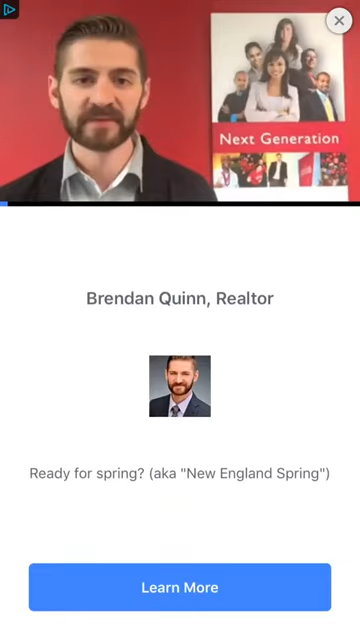 Next Generation
Brendan Quinn, Realtor
Ready for spring? (aka "New England Spring")
Learn More